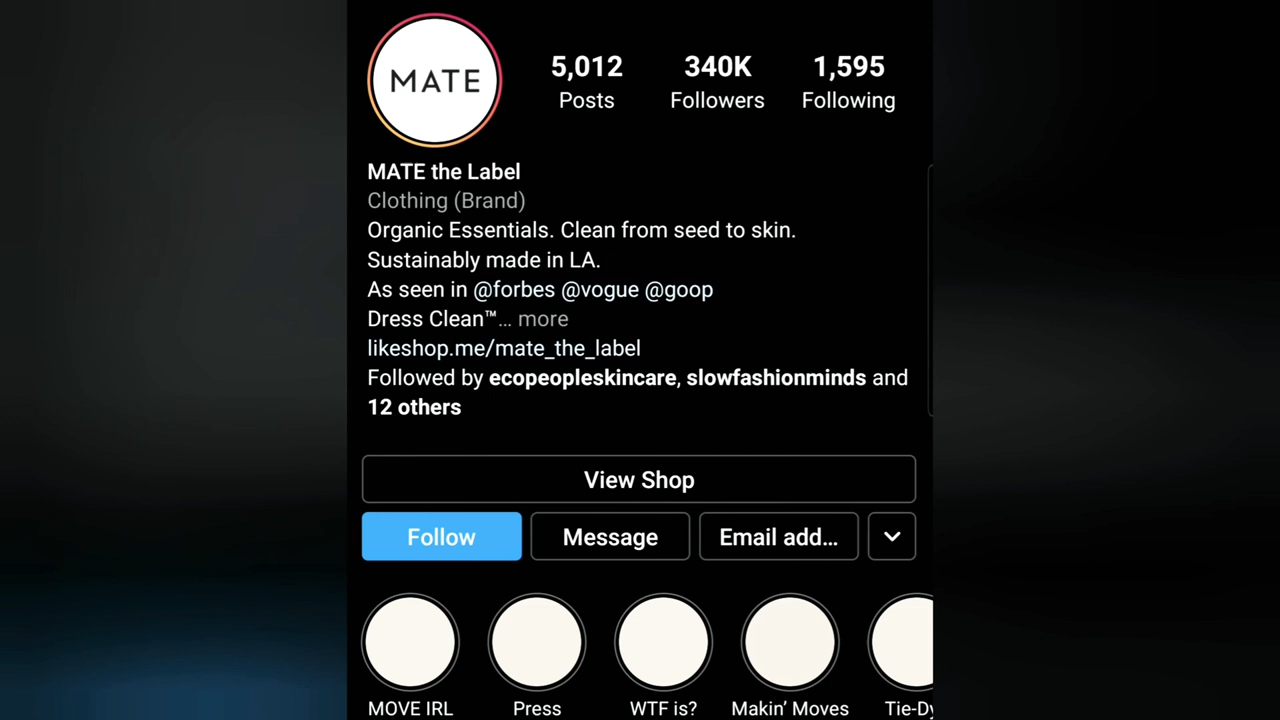 MATE
5,012 340K 1,595
Posts Followers Following
MATE the Label
Clothing (Brand)
Organic Essentials. Clean from seed to skin.
Sustainably made in LA.
As seen in @forbes @vogue @goop
Dress Clean™… more
likeshop.me/mate_the_label
Followed by ecopeopleskincare, slowfashionminds and
12 others
View Shop
Follow Message Email add…
MOVE IRL Press WTF is? Makin’ Moves Tie-Dy